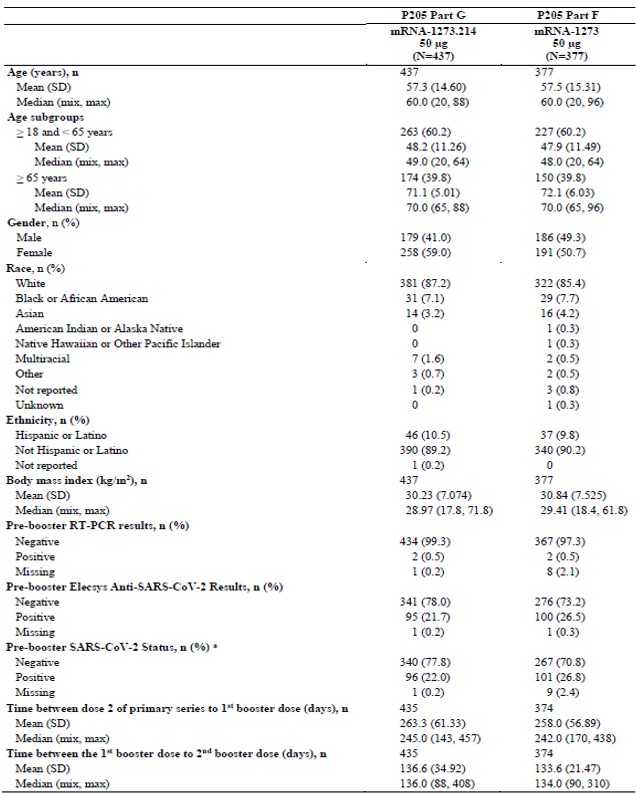 P205 Part G P205 Part F
mRNA-1273.214 mRNA-1273
50 µg 50 µg
(N=437) (N=377)
Age (years), n 437 377
Mean (SD) 57.3 (14.60) 57.5 (15.31)
Median (mix, max) 60.0 (20, 88) 60.0 (20, 96)
Age subgroups
≥ 18 and < 65 years 263 (60.2) 227 (60.2)
Mean (SD) 48.2 (11.26) 47.9 (11.49)
Median (mix, max) 49.0 (20, 64) 48.0 (20, 64)
≥ 65 years 174 (39.8) 150 (39.8)
Mean (SD) 71.1 (5.01) 72.1 (6.03)
Median (mix, max) 70.0 (65, 88) 70.0 (65, 96)
Gender, n (%)
Male 179 (41.0) 186 (49.3)
Female 258 (59.0) 191 (50.7)
Race, n (%)
White 381 (87.2) 322 (85.4)
Black or African American 31 (7.1) 29 (7.7)
Asian 14 (3.2) 16 (4.2)
American Indian or Alaska Native 0 1 (0.3)
Native Hawaiian or Other Pacific Islander 0 1 (0.3)
Multiracial 7 (1.6) 2 (0.5)
Other 3 (0.7) 2 (0.5)
Not reported 1 (0.2) 3 (0.8)
Unknown 0 1 (0.3)
Ethnicity, n (%)
Hispanic or Latino 46 (10.5) 37 (9.8)
Not Hispanic or Latino 390 (89.2) 340 (90.2)
Not reported 1 (0.2) 0
Body mass index (kg/m²), n 437 377
Mean (SD) 30.23 (7.074) 30.84 (7.525)
Median (mix, max) 28.97 (17.8, 71.8) 29.41 (18.4, 61.8)
Pre-booster RT-PCR results, n (%)
Negative 434 (99.3) 367 (97.3)
Positive 2 (0.5) 2 (0.5)
Missing 1 (0.2) 8 (2.1)
Pre-booster Elecsys Anti-SARS-CoV-2 Results, n (%)
Negative 341 (78.0) 276 (73.2)
Positive 95 (21.7) 100 (26.5)
Missing 1 (0.2) 1 (0.3)
Pre-booster SARS-CoV-2 Status, n (%) ª
Negative 340 (77.8) 267 (70.8)
Positive 96 (22.0) 101 (26.8)
Missing 1 (0.2) 9 (2.4)
Time between dose 2 of primary series to 1st booster dose (days), n 435 374
Mean (SD) 263.3 (61.33) 258.0 (56.89)
Median (mix, max) 245.0 (143, 457) 242.0 (170, 438)
Time between the 1st booster dose to 2nd booster dose (days), n 435 374
Mean (SD) 136.6 (34.92) 133.6 (21.47)
Median (mix, max) 136.0 (88, 408) 134.0 (90, 310)